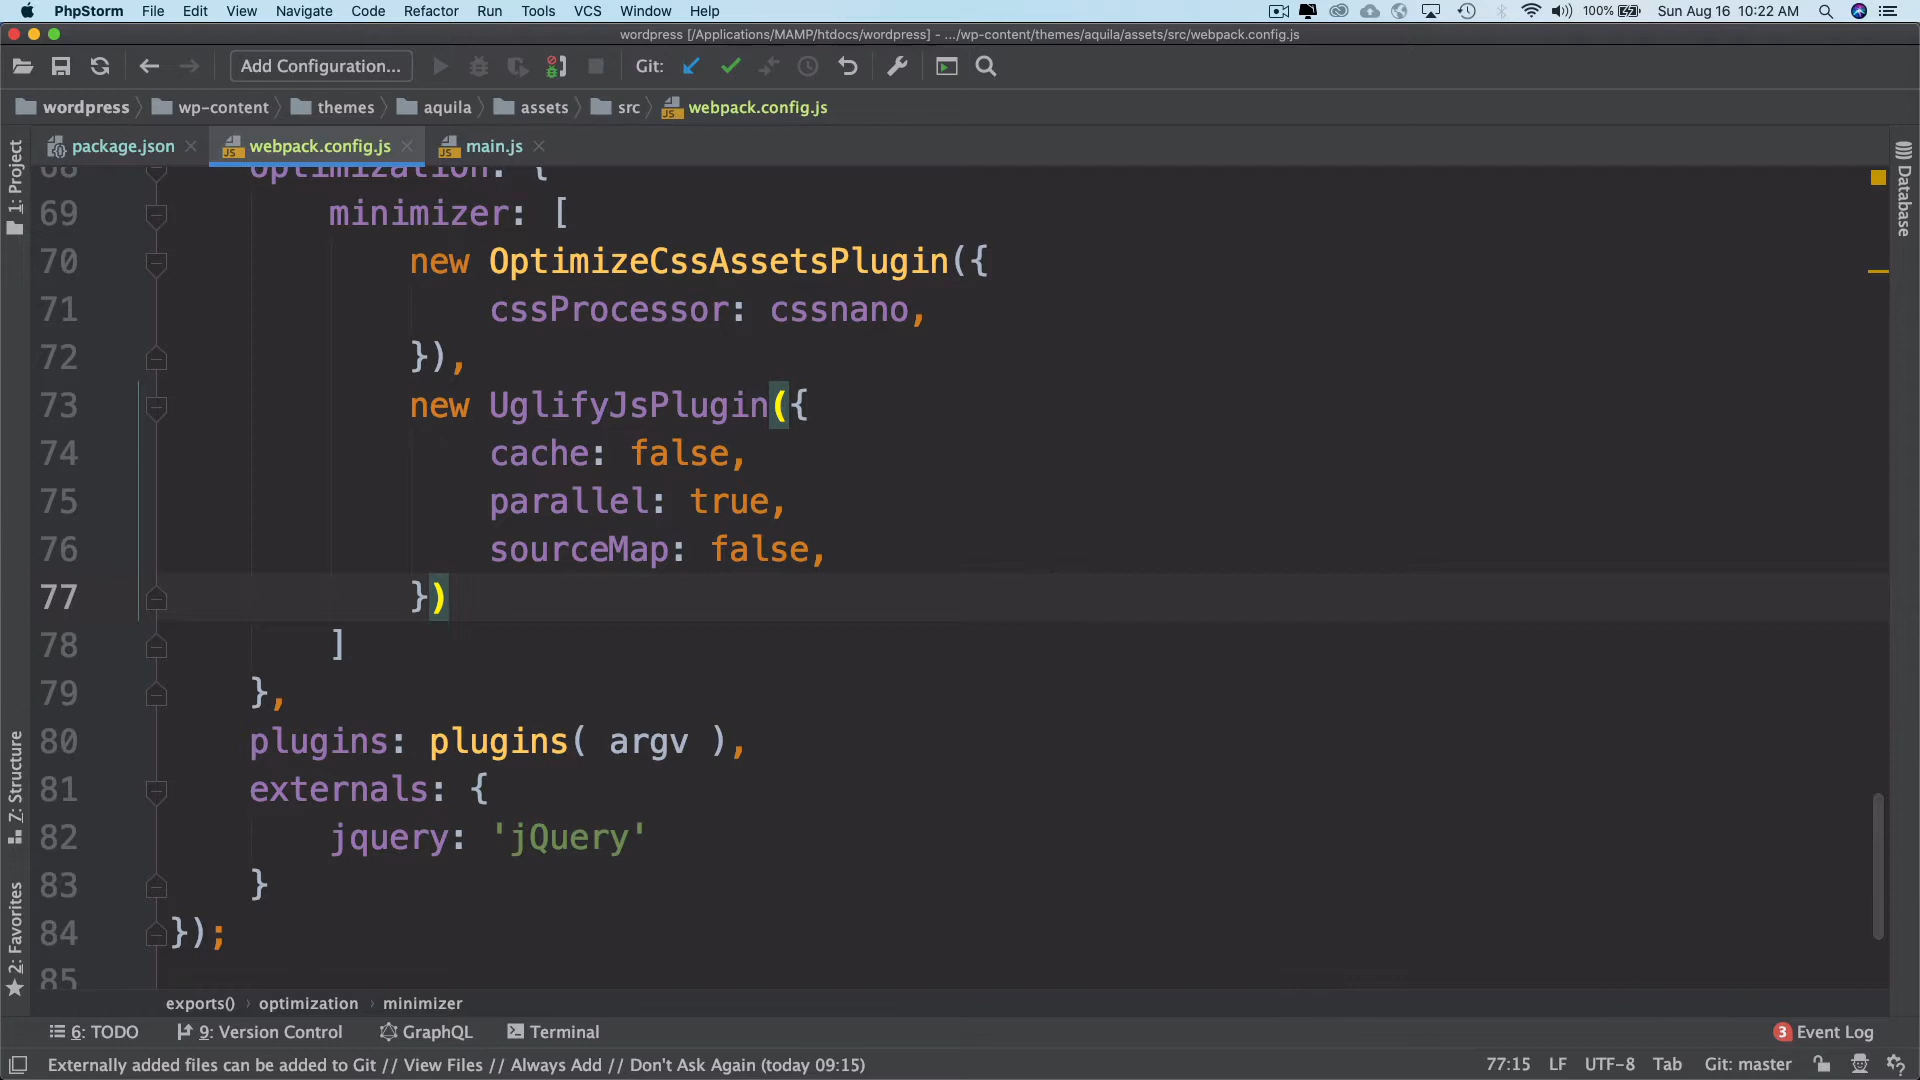 PhpStorm File Edit View Navigate Code Refactor Run Tools VCS Window Help 100% Sun Aug 16 10:22 AM
wordpress [/Applications/MAMP/htdocs/wordpress] - .../wp-content/themes/aquila/assets/src/webpack.config.js
Add Configuration... Git:
wordpress wp-content themes aquila assets src webpack.config.js
package.json webpack.config.js main.js
1: Project
Z: Structure
2: Favorites
Database
68 optimization: {
69 minimizer: [
70 new OptimizeCssAssetsPlugin({
71 cssProcessor: cssnano,
72 }),
73 new UglifyJsPlugin({
74 cache: false,
75 parallel: true,
76 sourceMap: false,
77 })
78 ]
79 },
80 plugins: plugins( argv ),
81 externals: {
82 jquery: 'jQuery'
83 }
84 });
85
exports() optimization minimizer
6: TODO 9: Version Control GraphQL Terminal 3 Event Log
Externally added files can be added to Git // View Files // Always Add // Don't Ask Again (today 09:15) 77:15 LF UTF-8 Tab Git: master